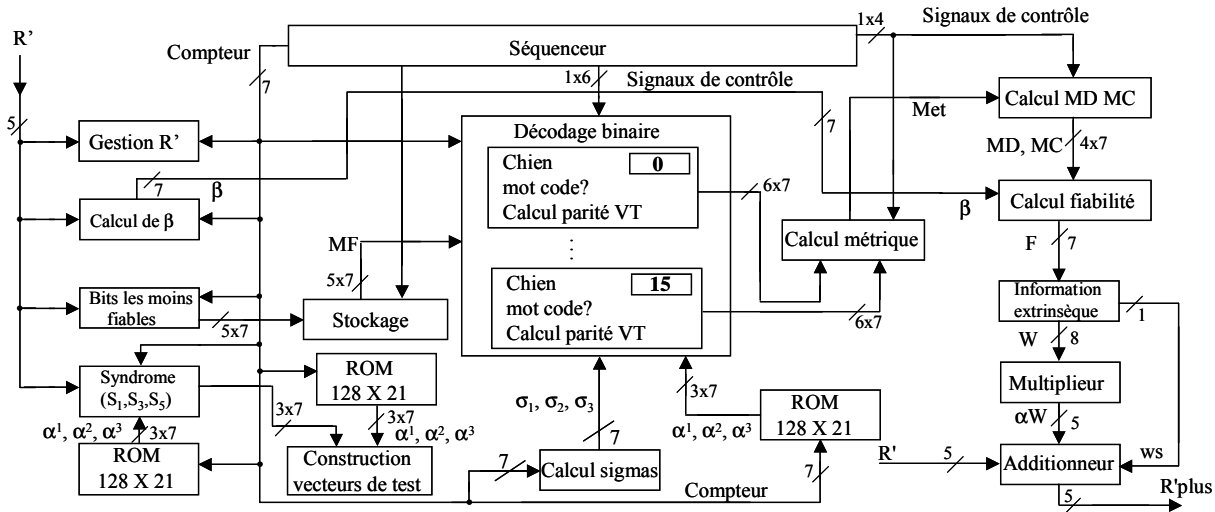 1x4
Signaux de contrôle
R'
Compteur
Séquenceur
7
1x6
Signaux de contrôle
5
Gestion R'
Décodage binaire
7
Met
Calcul MD MC
MD, MC
4x7
Chien
0
mot code?
Calcul parité VT
6x7
7
β
Calcul de β
β
Calcul fiabilité
MF
⋮
Calcul métrique
F
7
5x7
Chien
15
mot code?
Calcul parité VT
6x7
Bits les moins
fiables
5x7
Stockage
Information
extrinsèque
1
W
8
Syndrome
(S1,S3,S5)
3x7
ROM
128 X 21
3x7
α¹, α², α³
σ1, σ2, σ3
7
3x7
α¹, α², α³
ROM
128 X 21
Multiplieur
αW
5
α¹, α², α³
3x7
ROM
128 X 21
Construction
vecteurs de test
7
Calcul sigmas
Compteur
7
R'
5
Additionneur
ws
5
R'plus